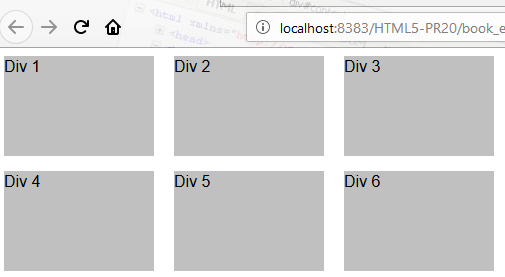 localhost:8383/HTML5-PR20/book_e
Div 1 Div 2 Div 3
Div 4 Div 5 Div 6